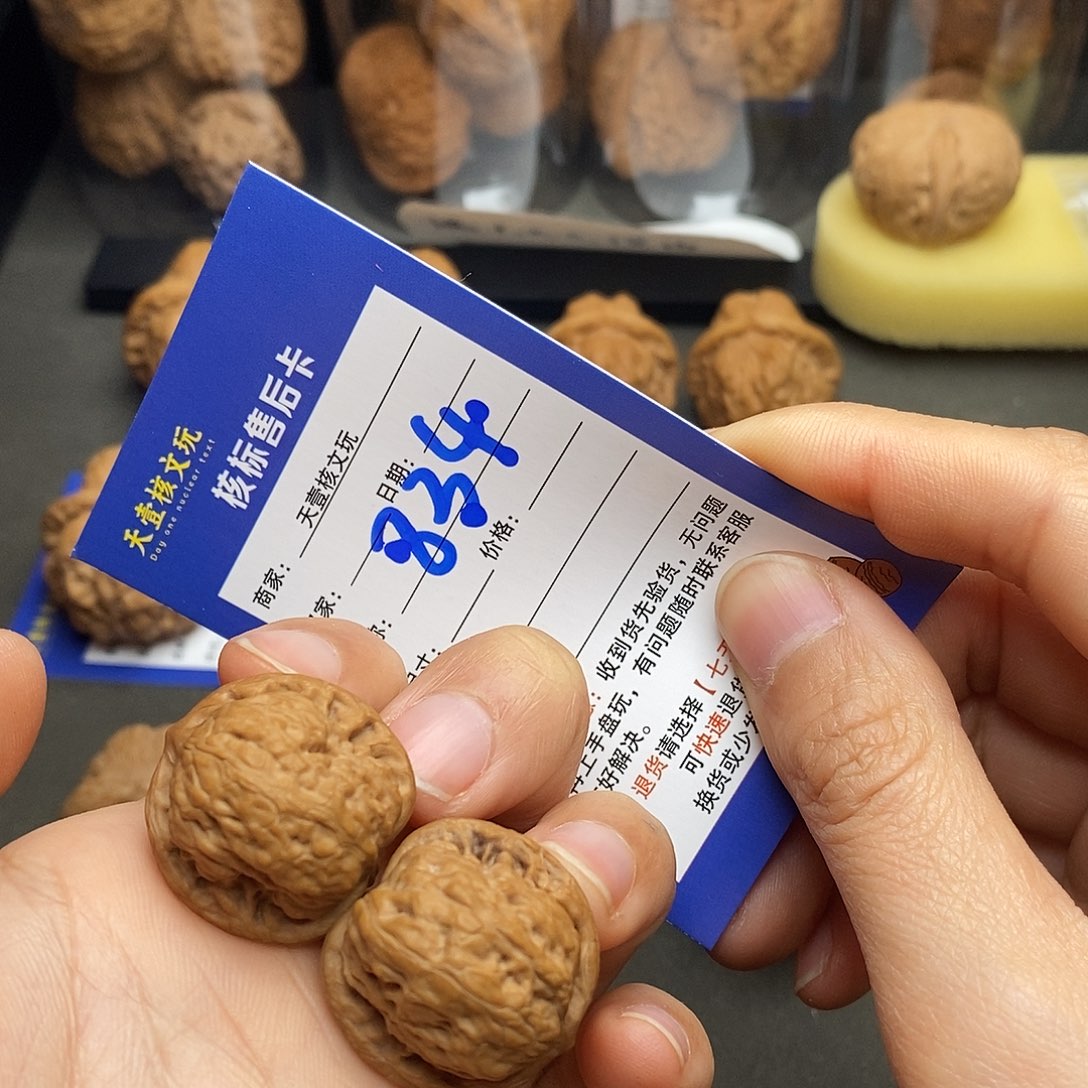 天壹核文玩
Day one nuclear text
核标售后卡
商家： 天壹核文玩
家： 日期：
834
价格：
收到货先验货，无问题
上手盘玩，有问题随时联系客服
好解决。
退货请选择【七
可快速退货
换货或少发